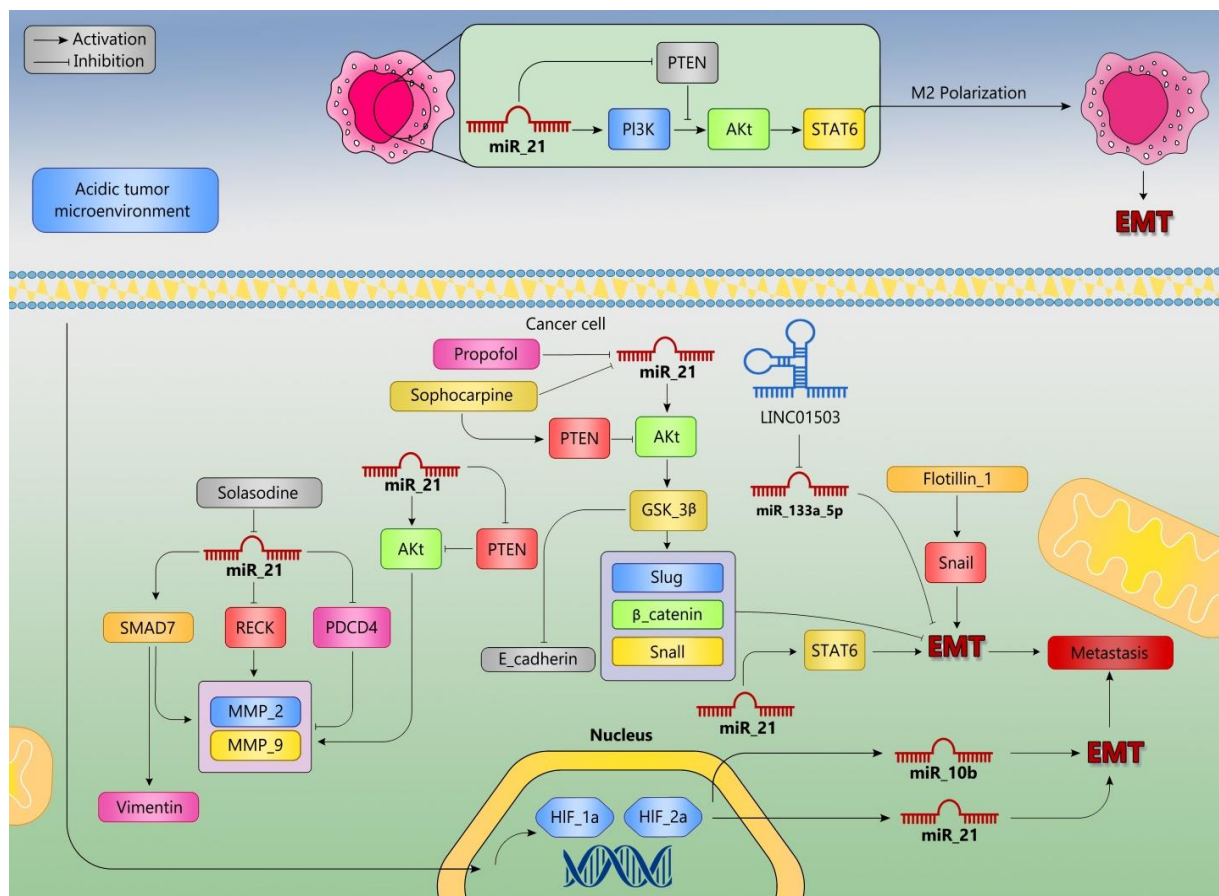 Activation
Inhibition
PTEN
miR_21
PI3K
AKt
STAT6
M2 Polarization
EMT
Acidic tumor
microenvironment
Cancer cell
Propofol
miR_21
Sophocarpine
PTEN
AKt
LINC01503
miR_21
Solasodine
GSK_3β
miR_133a_5p
Flotillin_1
AKt
PTEN
miR_21
Slug
Snail
SMAD7
RECK
PDCD4
β_catenin
E_cadherin
Snall
STAT6
EMT
Metastasis
MMP_2
MMP_9
miR_21
Nucleus
miR_10b
EMT
Vimentin
HIF_1a
HIF_2a
miR_21